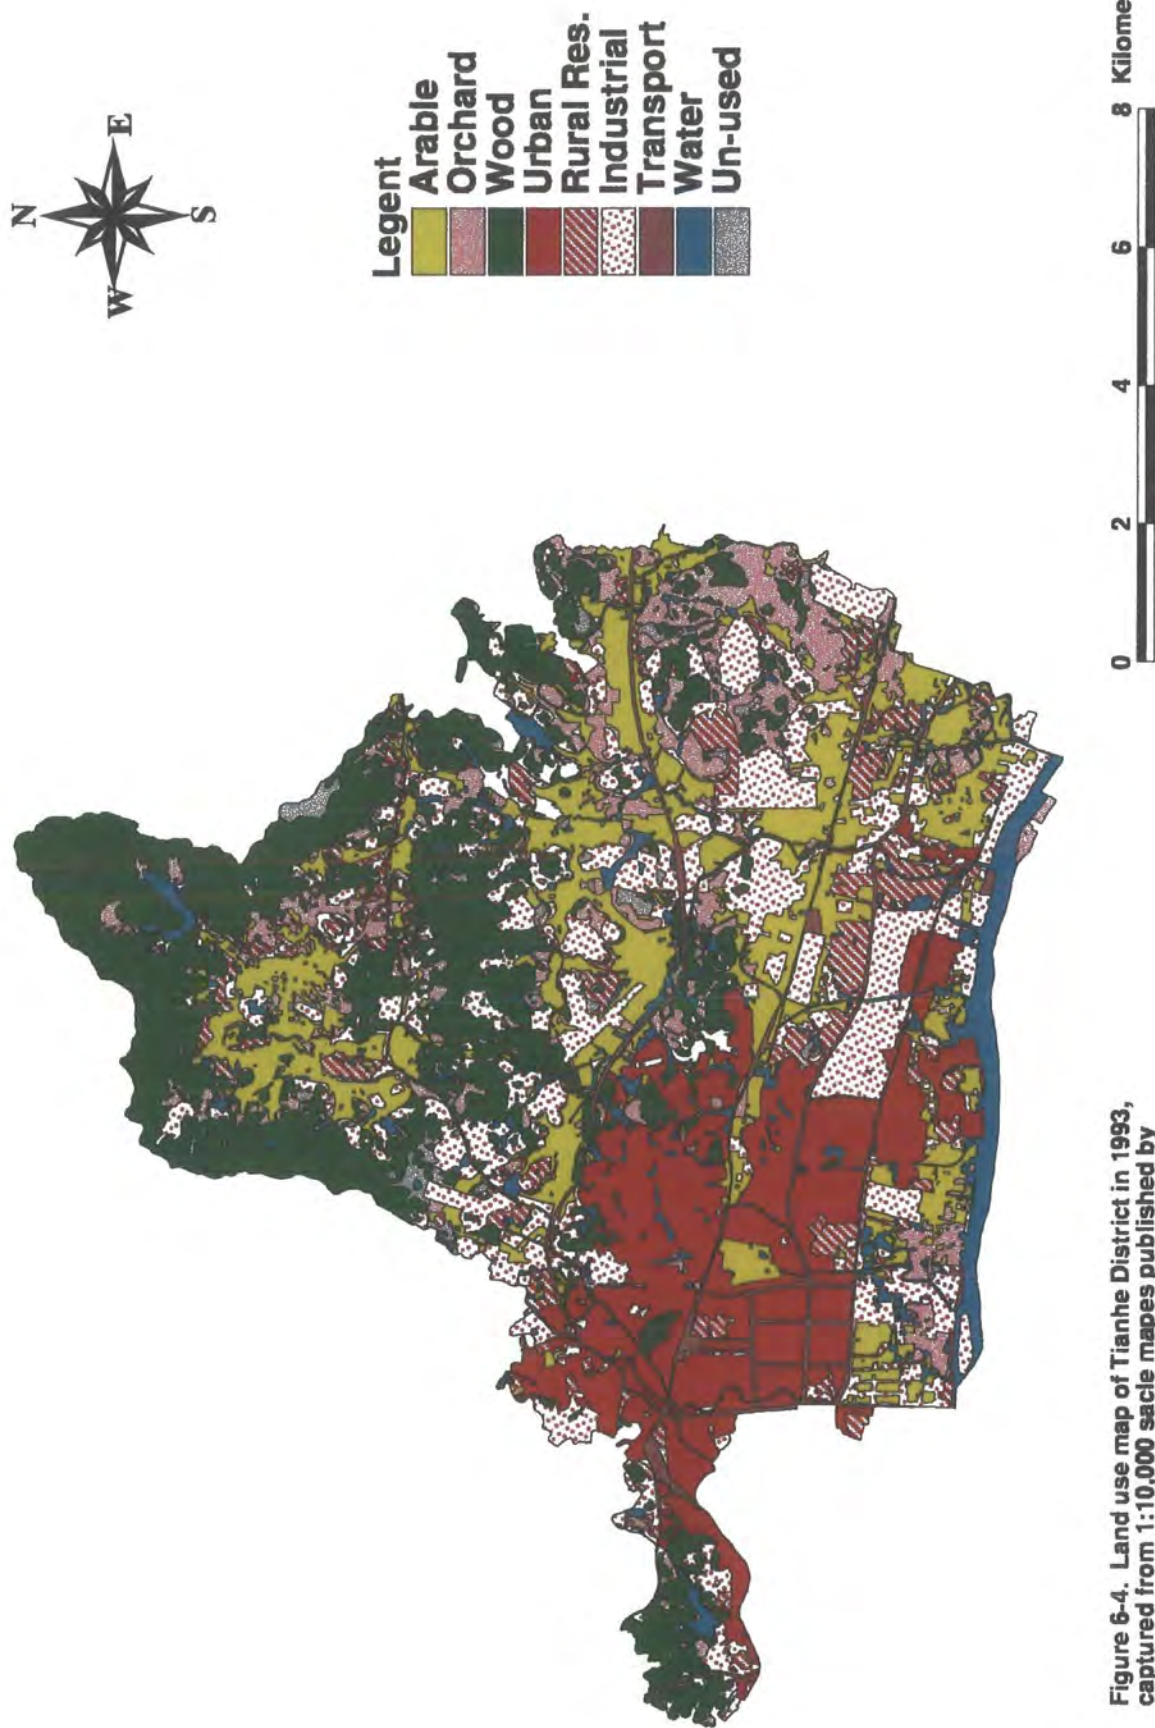 N
W
E
S
Legent
Arable
Orchard
Wood
Urban
Rural Res.
Industrial
Transport
Water
Un-used
0 2 4 6 8 Kilome
Figure 6-4. Land use map of Tianhe District in 1993,
captured from 1:10,000 sacle mapes published by